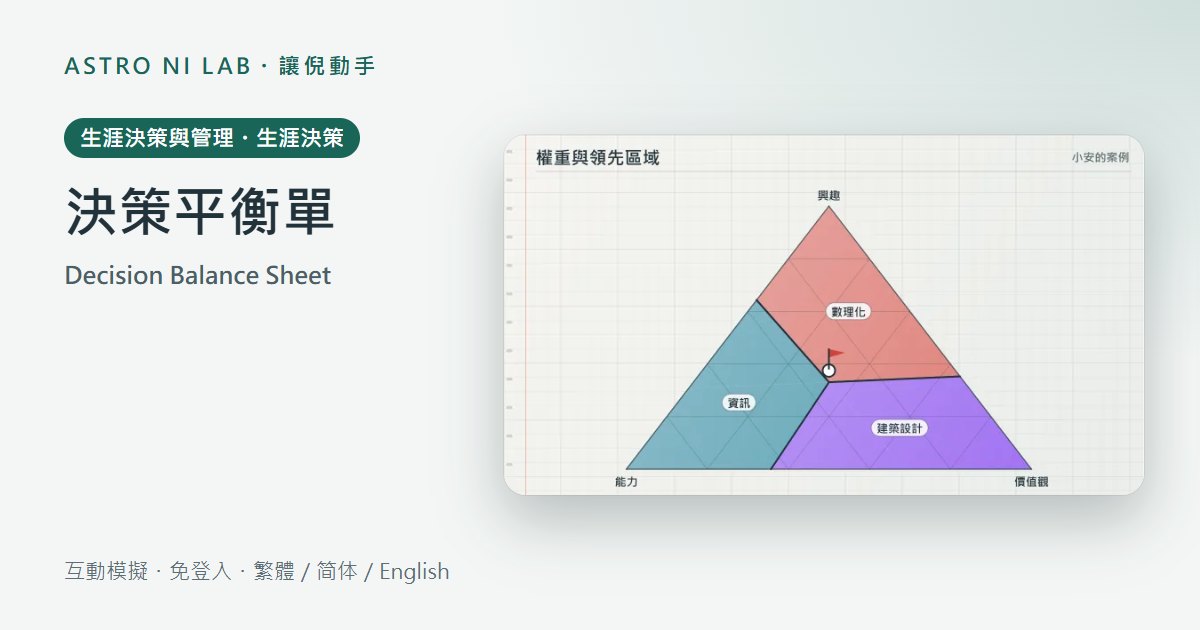 ASTRO NI LAB · 讓倪動手
生涯決策與管理 · 生涯決策
決策平衡單
Decision Balance Sheet
權重與領先區域
小安的案例
興趣
數理化
資訊
建築設計
能力
價值觀
互動模擬 · 免登入 · 繁體 / 简体 / English